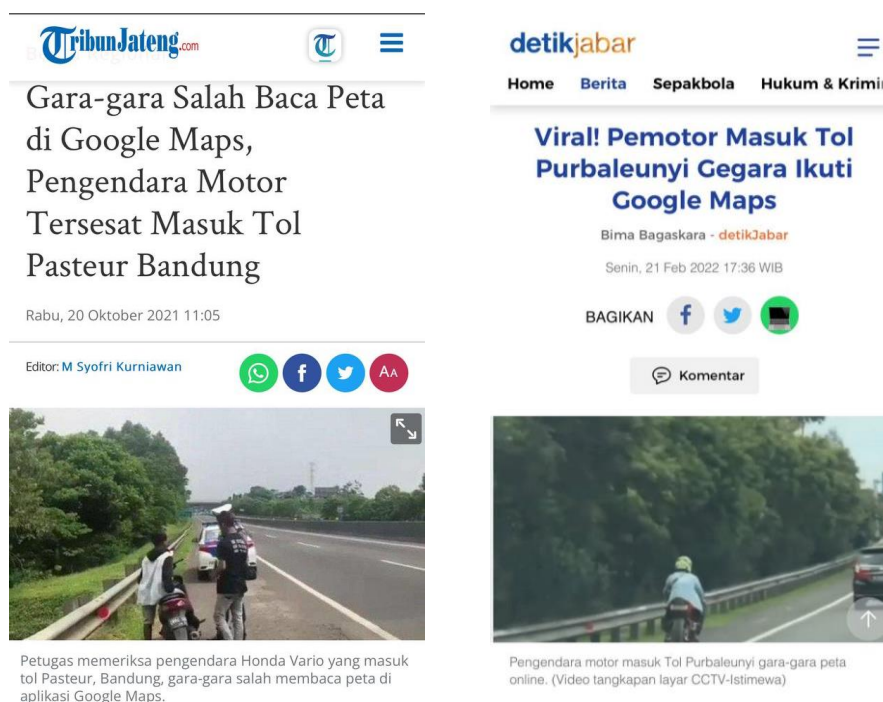 TribunJateng.com
Gara-gara Salah Baca Peta
di Google Maps,
Pengendara Motor
Tersesat Masuk Tol
Pasteur Bandung
Rabu, 20 Oktober 2021 11:05
Editor: M Syofri Kurniawan
AA
Petugas memeriksa pengendara Honda Vario yang masuk
tol Pasteur, Bandung, gara-gara salah membaca peta di
aplikasi Google Maps.
detikjabar
Home Berita Sepakbola Hukum & Krimi
Viral! Pemotor Masuk Tol
Purbaleunyi Gegara Ikuti
Google Maps
Bima Bagaskara - detikJabar
Senin, 21 Feb 2022 17:36 WIB
BAGIKAN
Komentar
Pengendara motor masuk Tol Purbaleunyi gara-gara peta
online. (Video tangkapan layar CCTV-Istimewa)